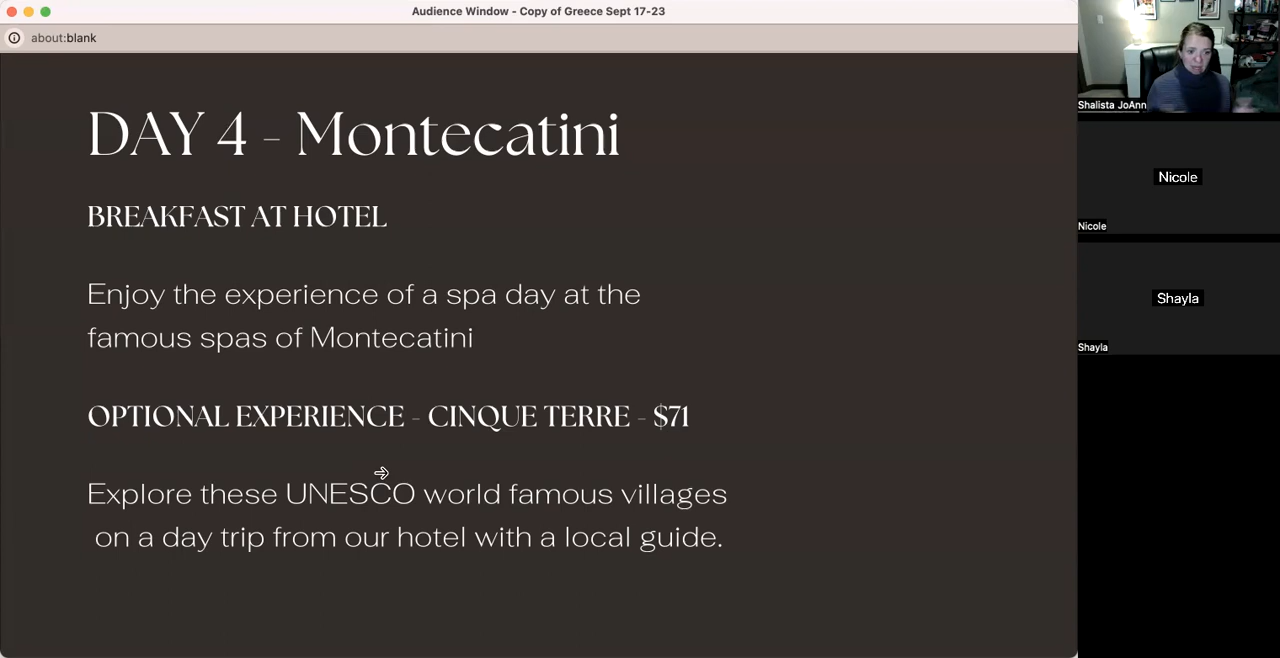 Audience Window - Copy of Greece Sept 17-23
about:blank
DAY 4 - Montecatini
BREAKFAST AT HOTEL
Enjoy the experience of a spa day at the
famous spas of Montecatini
OPTIONAL EXPERIENCE - CINQUE TERRE - $71
Explore these UNESCO world famous villages
on a day trip from our hotel with a local guide.
Shalista JoAnn
Nicole
Nicole
Shayla
Shayla